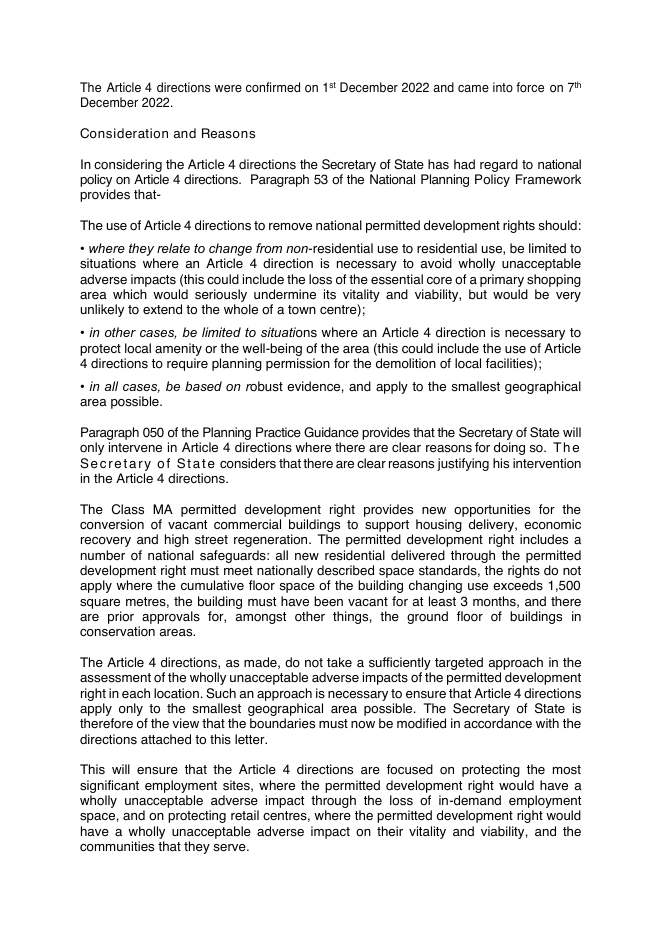 The Article 4 directions were confirmed on 1st December 2022 and came into force on 7th
December 2022.
Consideration and Reasons
In considering the Article 4 directions the Secretary of State has had regard to national
policy on Article 4 directions. Paragraph 53 of the National Planning Policy Framework
provides that-
The use of Article 4 directions to remove national permitted development rights should:
• where they relate to change from non-residential use to residential use, be limited to
situations where an Article 4 direction is necessary to avoid wholly unacceptable
adverse impacts (this could include the loss of the essential core of a primary shopping
area which would seriously undermine its vitality and viability, but would be very
unlikely to extend to the whole of a town centre);
• in other cases, be limited to situations where an Article 4 direction is necessary to
protect local amenity or the well-being of the area (this could include the use of Article
4 directions to require planning permission for the demolition of local facilities);
• in all cases, be based on robust evidence, and apply to the smallest geographical
area possible.
Paragraph 050 of the Planning Practice Guidance provides that the Secretary of State will
only intervene in Article 4 directions where there are clear reasons for doing so. The
Secretary of State considers that there are clear reasons justifying his intervention
in the Article 4 directions.
The Class MA permitted development right provides new opportunities for the
conversion of vacant commercial buildings to support housing delivery, economic
recovery and high street regeneration. The permitted development right includes a
number of national safeguards: all new residential delivered through the permitted
development right must meet nationally described space standards, the rights do not
apply where the cumulative floor space of the building changing use exceeds 1,500
square metres, the building must have been vacant for at least 3 months, and there
are prior approvals for, amongst other things, the ground floor of buildings in
conservation areas.
The Article 4 directions, as made, do not take a sufficiently targeted approach in the
assessment of the wholly unacceptable adverse impacts of the permitted development
right in each location. Such an approach is necessary to ensure that Article 4 directions
apply only to the smallest geographical area possible. The Secretary of State is
therefore of the view that the boundaries must now be modified in accordance with the
directions attached to this letter.
This will ensure that the Article 4 directions are focused on protecting the most
significant employment sites, where the permitted development right would have a
wholly unacceptable adverse impact through the loss of in-demand employment
space, and on protecting retail centres, where the permitted development right would
have a wholly unacceptable adverse impact on their vitality and viability, and the
communities that they serve.